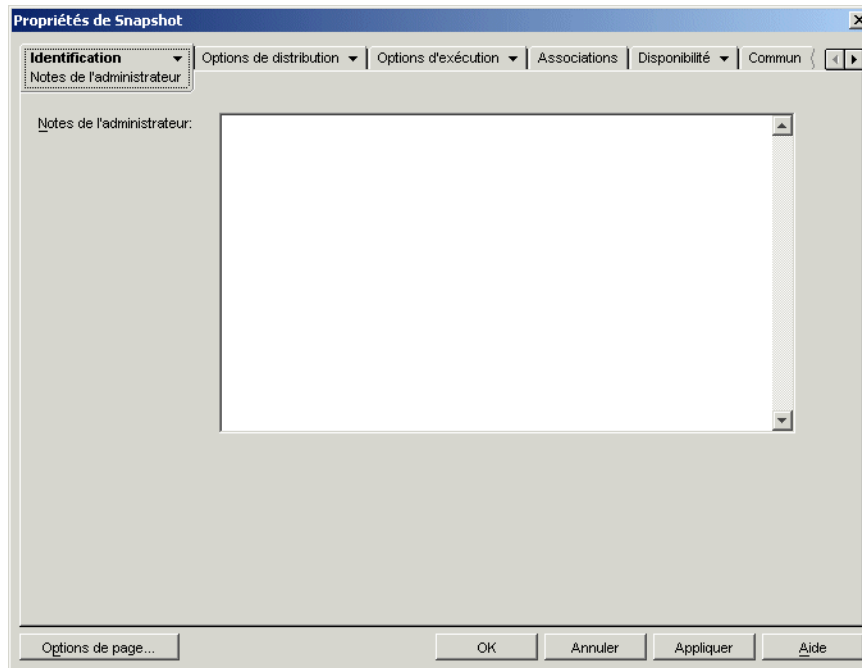 Propriétés de Snapshot
Identification Options de distribution Options d'exécution Associations Disponibilité Commun
Notes de l'administrateur
Notes de l'administrateur:
Options de page... OK Annuler Appliquer Aide